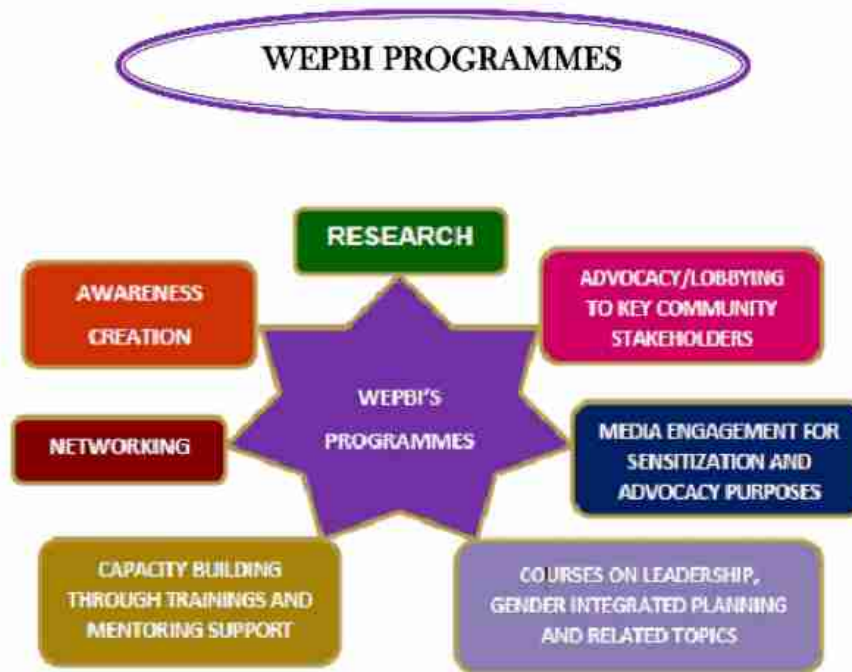 WEPBI PROGRAMMES
RESEARCH
AWARENESS
CREATION
ADVOCACY/LOBBYING
TO KEY COMMUNITY
STAKEHOLDERS
WEPBI'S
PROGRAMMES
NETWORKING
MEDIA ENGAGEMENT FOR
SENSITIZATION AND
ADVOCACY PURPOSES
CAPACITY BUILDING
THROUGH TRAININGS AND
MENTORING SUPPORT
COURSES ON LEADERSHIP,
GENDER INTEGRATED PLANNING
AND RELATED TOPICS